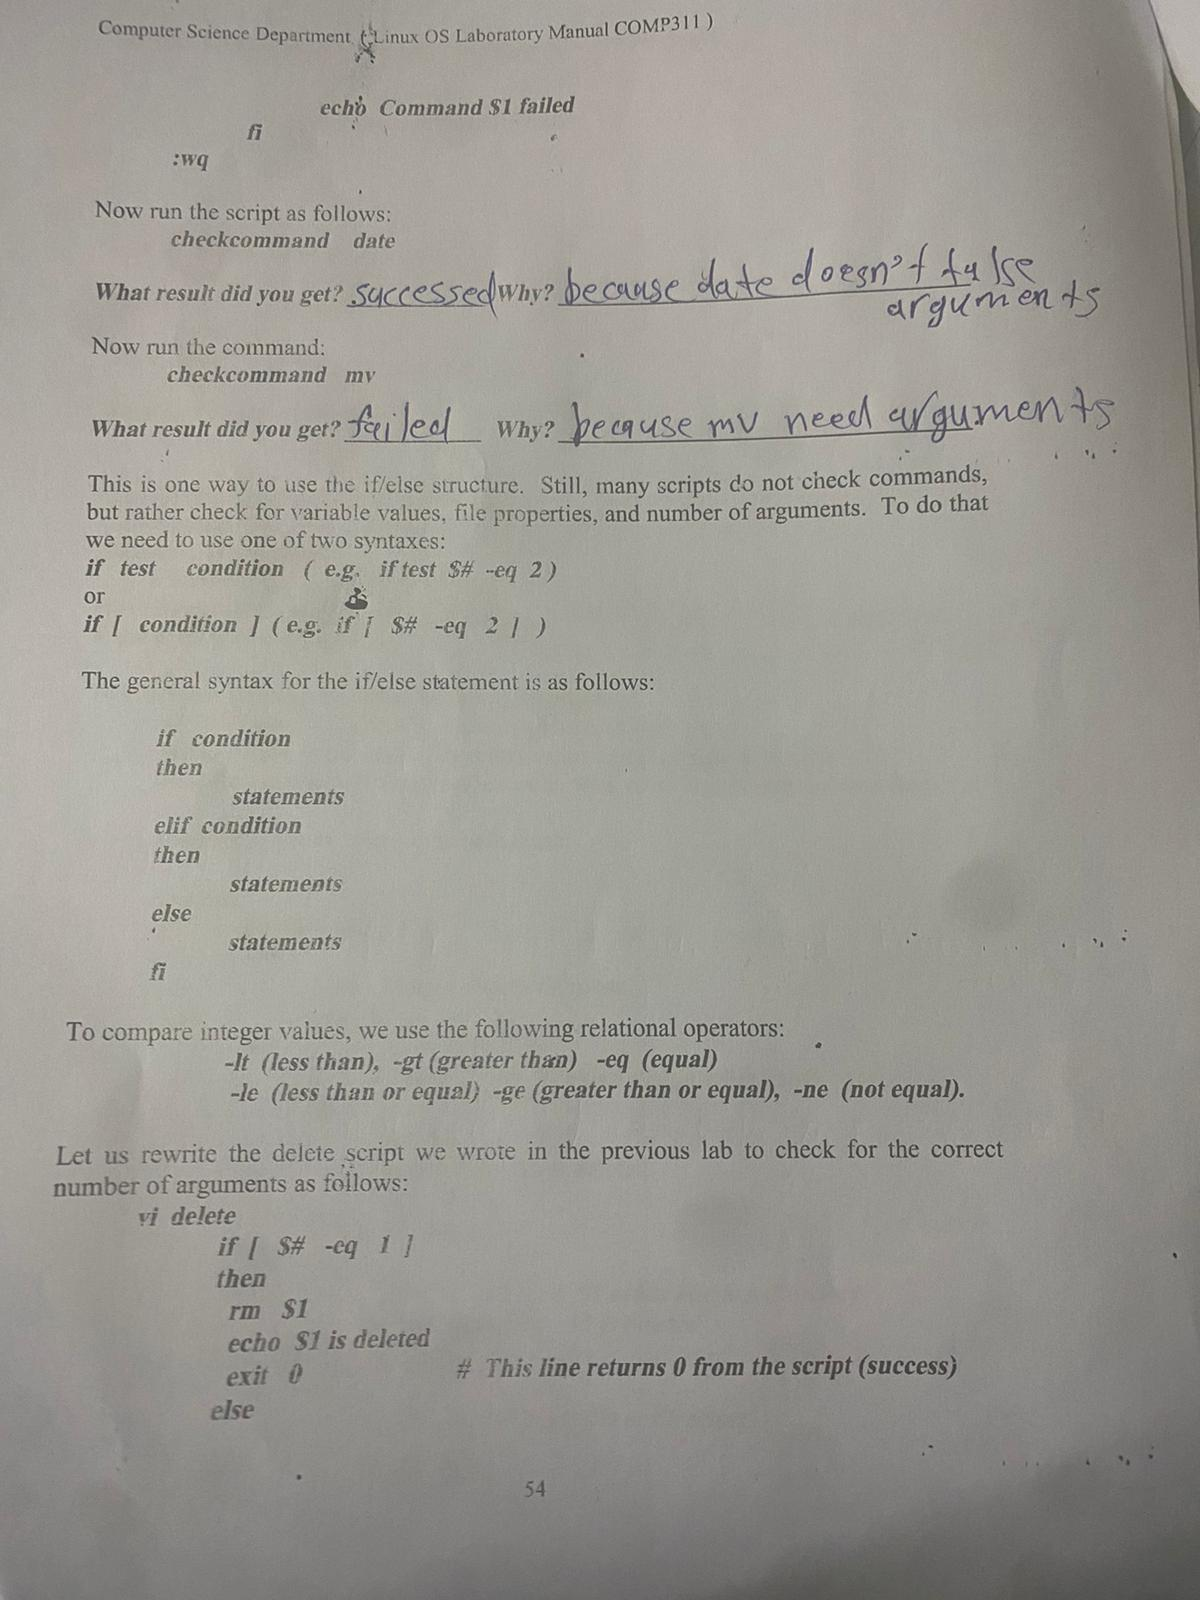 Computer Science Department (Linux OS Laboratory Manual COMP311 )
echo Command $1 failed
fi
:wq
Now run the script as follows:
checkcommand date
What result did you get? successed Why? because date doesn't take
arguments
Now run the command:
checkcommand mv
What result did you get? failed Why? because mv need arguments
This is one way to use the if/else structure. Still, many scripts do not check commands,
but rather check for variable values, file properties, and number of arguments. To do that
we need to use one of two syntaxes:
if test condition ( e.g. if test $# -eq 2 )
or
if [ condition ] ( e.g. if [ $# -eq 2 ] )
The general syntax for the if/else statement is as follows:
if condition
then
statements
elif condition
then
statements
else
statements
fi
To compare integer values, we use the following relational operators:
-lt (less than), -gt (greater than) -eq (equal)
-le (less than or equal) -ge (greater than or equal), -ne (not equal).
Let us rewrite the delete script we wrote in the previous lab to check for the correct
number of arguments as follows:
vi delete
if [ $# -eq 1 ]
then
rm $1
echo $1 is deleted
exit 0 # This line returns 0 from the script (success)
else
54